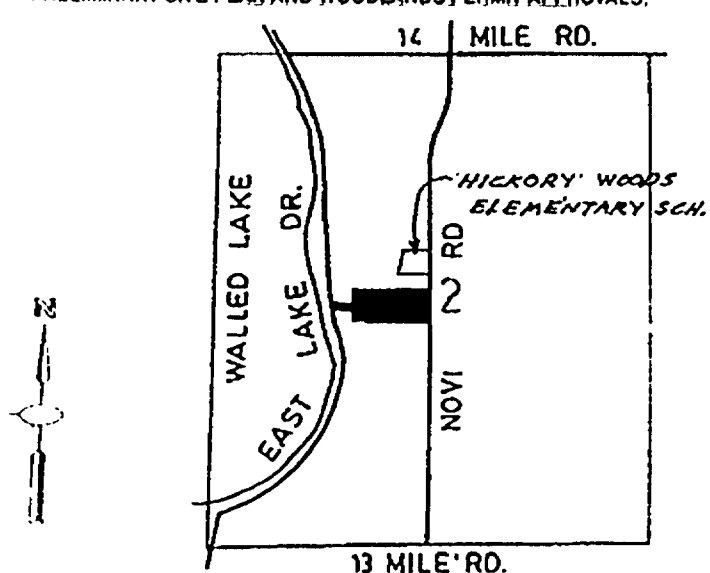 14 MILE RD.
'HICKORY' WOODS
ELEMENTARY SCH.
WALLED LAKE
EAST LAKE DR.
NOVI RD
2
13 MILE RD.
N